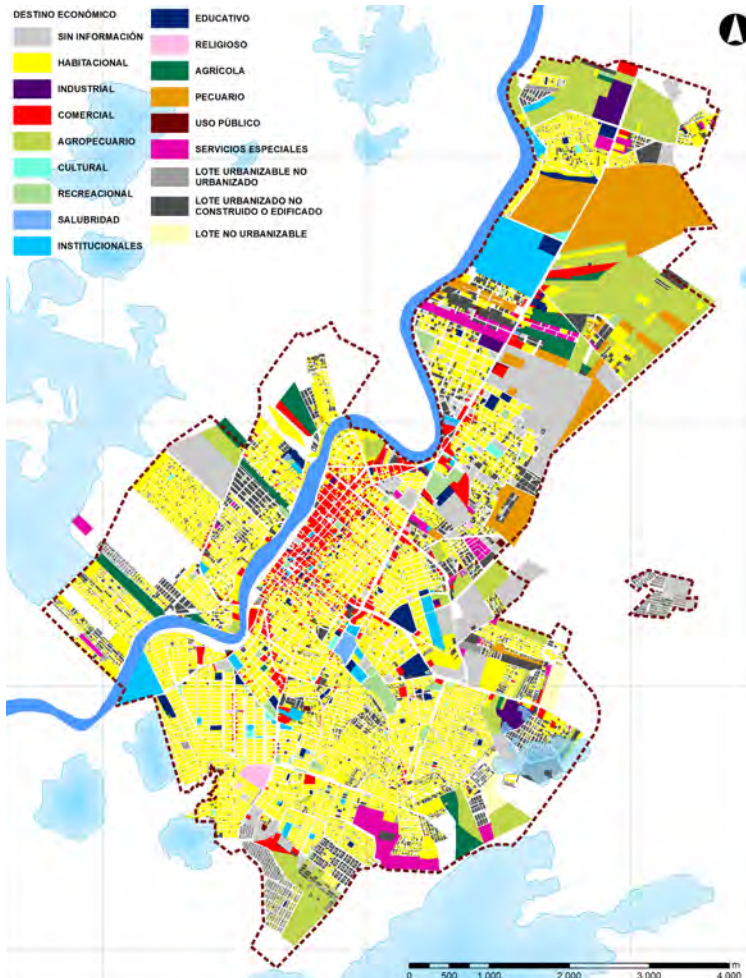 DESTINO ECONÓMICO
SIN INFORMACIÓN
HABITACIONAL
INDUSTRIAL
COMERCIAL
AGROPECUARIO
CULTURAL
RECREACIONAL
SALUBRIDAD
INSTITUCIONALES
EDUCATIVO
RELIGIOSO
AGRÍCOLA
PECUARIO
USO PÚBLICO
SERVICIOS ESPECIALES
LOTE URBANIZABLE NO
URBANIZADO
LOTE URBANIZADO NO
CONSTRUIDO O EDIFICADO
LOTE NO URBANIZABLE
m
0 500 1.000 2.000 3.000 4.000